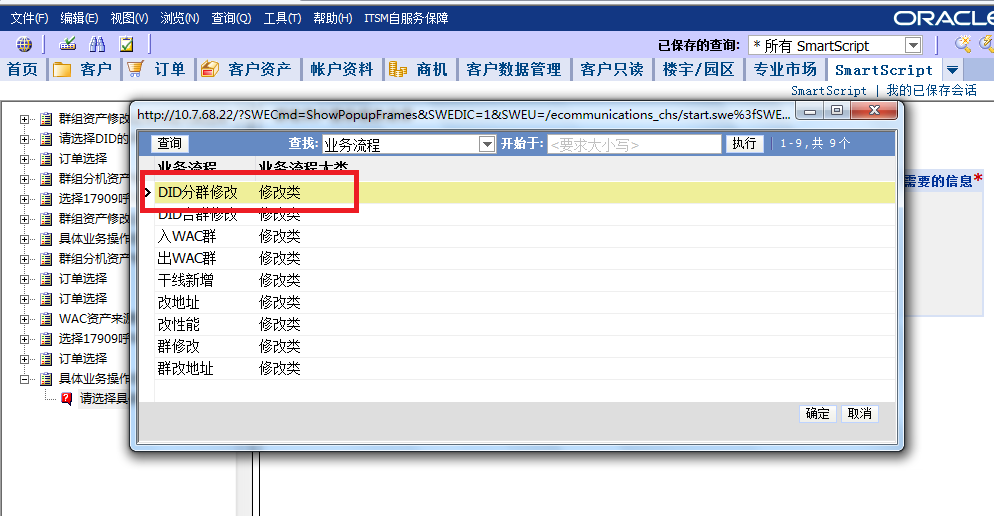 文件(F) 编辑(E) 视图(V) 浏览(N) 查询(Q) 工具(T) 帮助(H) ITSM自服务保障
ORACLE
已保存的查询: * 所有 SmartScript
首页 客户 订单 客户资产 帐户资料 商机 客户数据管理 客户只读 楼宇/园区 专业市场 SmartScript
SmartScript | 我的已保存会话
http://10.7.68.22/?SWECmd=ShowPopupFrames&SWEDIC=1&SWEU=/ecommunications_chs/start.swe%3fSWE...
查询 查找: 业务流程 开始于: <要求大小写> 执行 1-9,共 9个
业务流程 业务流程大类
DID分群修改 修改类
DID合群修改 修改类
入WAC群 修改类
出WAC群 修改类
干线新增 修改类
改地址 修改类
改性能 修改类
群修改 修改类
群改地址 修改类
确定 取消
群组资产修改
请选择DID的
订单选择
群组分机资产
选择17909呼
群组资产修改
具体业务操作
群组分机资产
订单选择
订单选择
WAC资产来源
选择17909呼
订单选择
具体业务操作
请选择具
需要的信息*